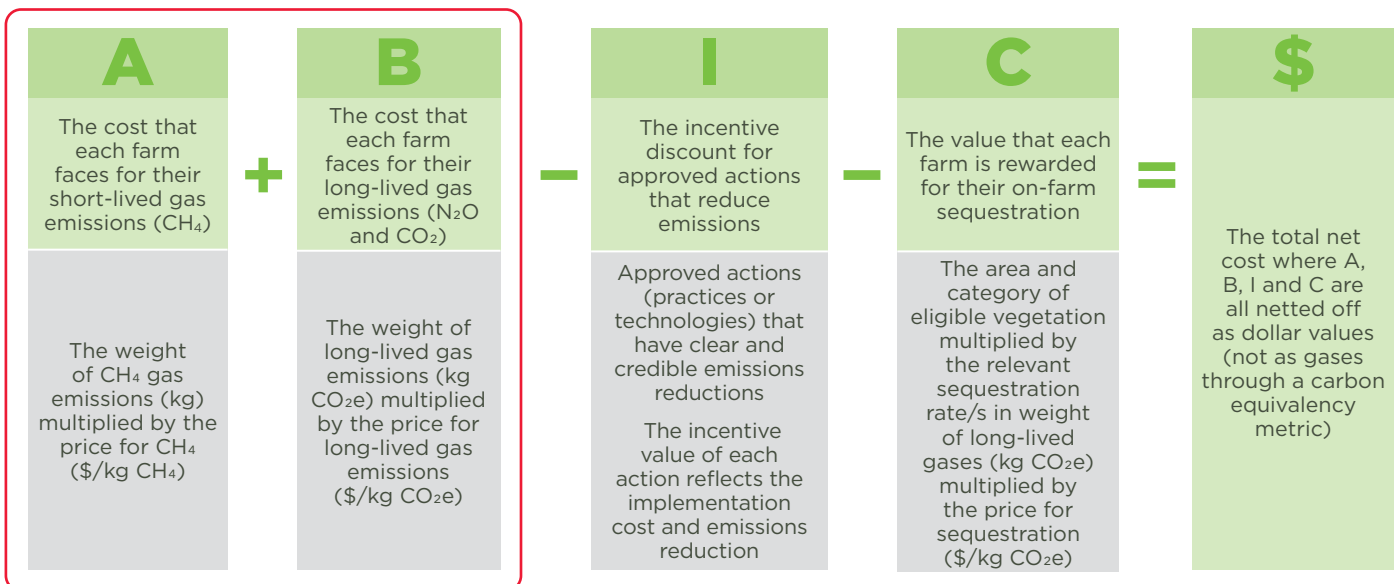 A
The cost that
each farm
faces for their
short-lived gas
emissions (CH₄)
The weight
of CH₄ gas
emissions (kg)
multiplied by the
price for CH₄
($/kg CH₄)
+
B
The cost that
each farm
faces for their
long-lived gas
emissions (N₂O
and CO₂)
The weight of
long-lived gas
emissions (kg
CO₂e) multiplied
by the price for
long-lived gas
emissions
($/kg CO₂e)
−
I
The incentive
discount for
approved actions
that reduce
emissions
Approved actions
(practices or
technologies) that
have clear and
credible emissions
reductions
The incentive
value of each
action reflects the
implementation
cost and emissions
reduction
−
C
The value that each
farm is rewarded
for their on-farm
sequestration
The area and
category of
eligible vegetation
multiplied by
the relevant
sequestration
rate/s in weight
of long-lived
gases (kg CO₂e)
multiplied by
the price for
sequestration
($/kg CO₂e)
=
$
The total net
cost where A,
B, I and C are
all netted off
as dollar values
(not as gases
through a carbon
equivalency
metric)